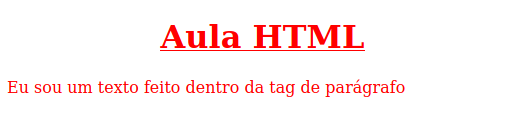 Aula HTML
Eu sou um texto feito dentro da tag de parágrafo